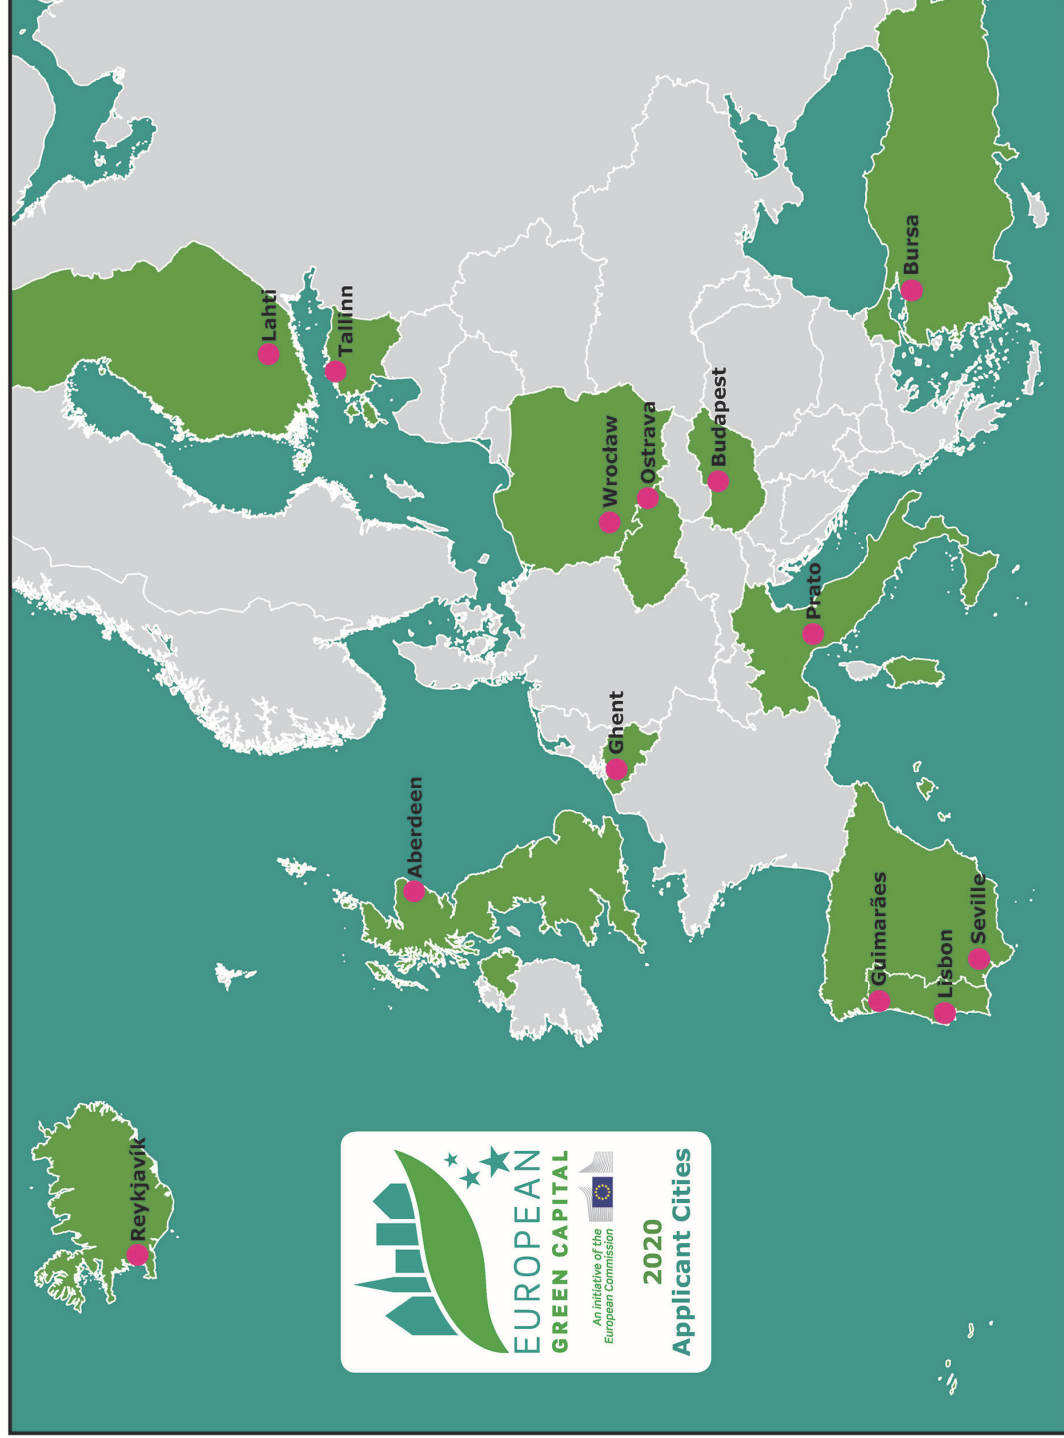 Reykjavík
Lahti
Tallinn
Aberdeen
Wrocław
Ostrava
Ghent
Budapest
Prato
Guimarães
Bursa
Lisbon
Seville
EUROPEAN
GREEN CAPITAL
An initiative of the
European Commission
2020
Applicant Cities